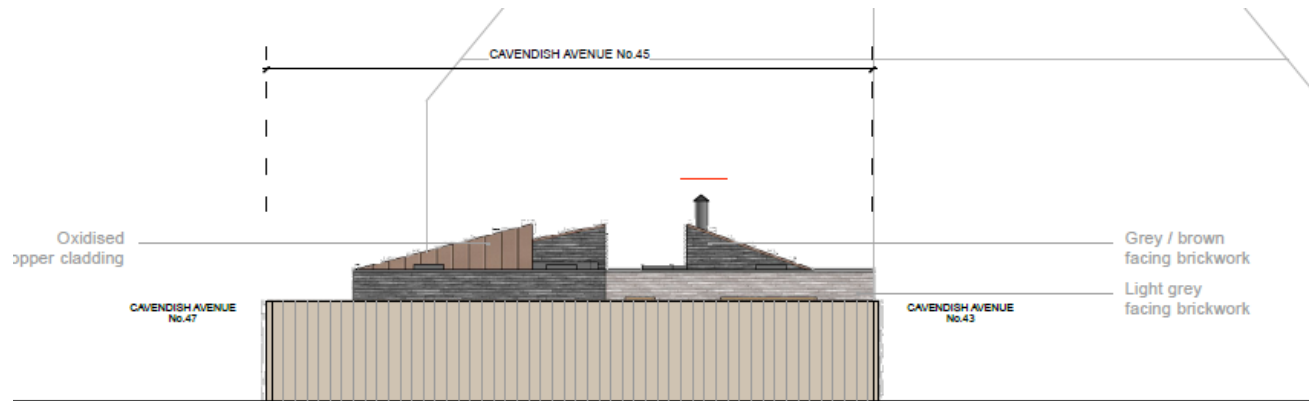 CAVENDISH AVENUE No.45
Oxidised
opper cladding
Grey / brown
facing brickwork
Light grey
facing brickwork
CAVENDISH AVENUE
No.47
CAVENDISH AVENUE
No.43